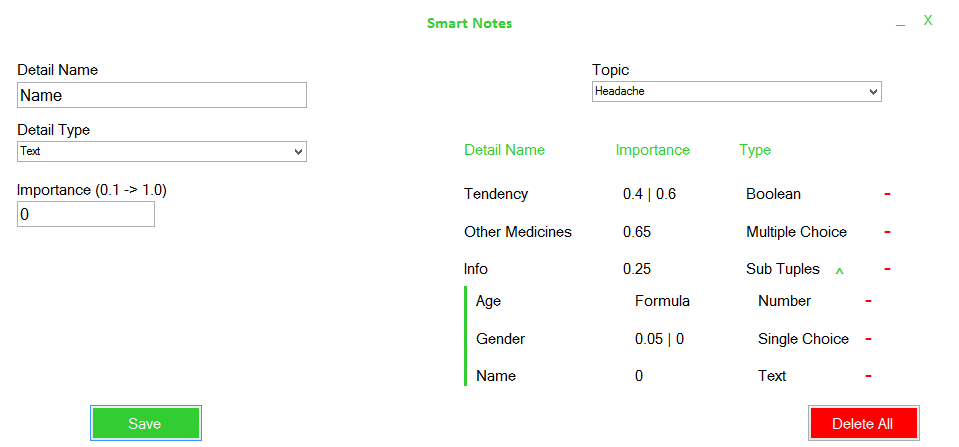 Smart Notes
_ X
Detail Name
Name
Detail Type
Text
Importance (0.1 -> 1.0)
0
Save
Topic
Headache
Detail Name Importance Type
Tendency 0.4 | 0.6 Boolean -
Other Medicines 0.65 Multiple Choice -
Info 0.25 Sub Tuples ^ -
Age Formula Number -
Gender 0.05 | 0 Single Choice -
Name 0 Text -
Delete All